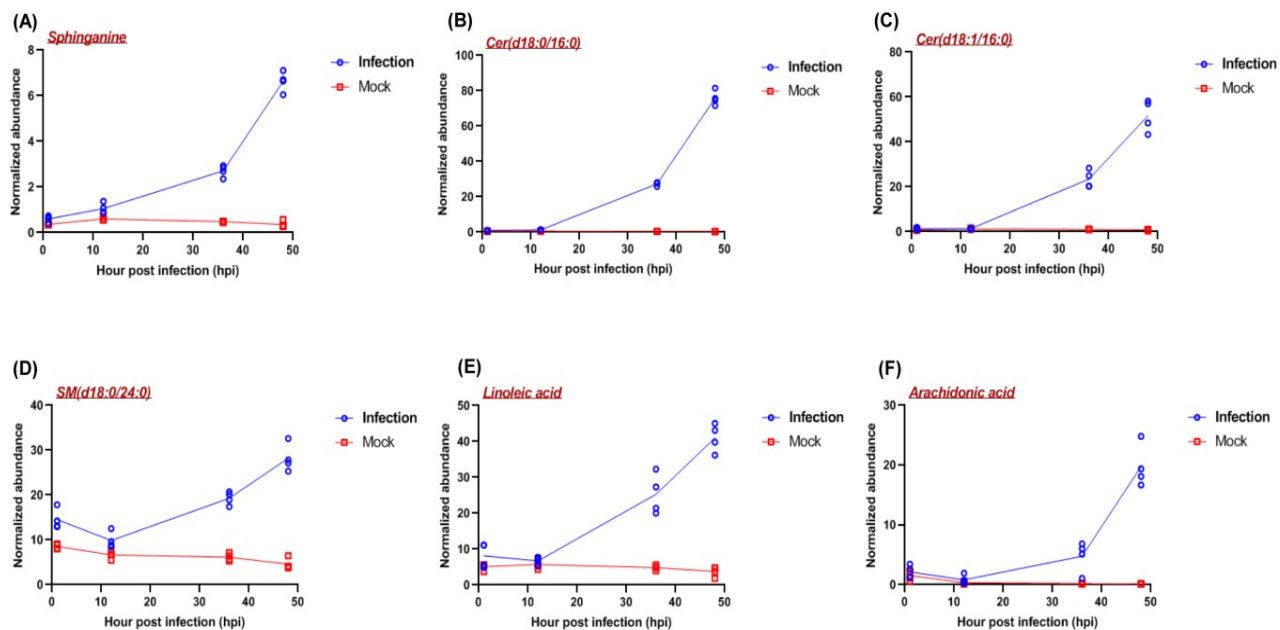 (A)
Sphinganine
Normalized abundance
8
6
4
2
0
0 10 20 30 40 50
Hour post infection (hpi)
Infection
Mock
(B)
Cer(d18:0/16:0)
Normalized abundance
100
80
60
40
20
0
0 10 20 30 40 50
Hour post infection (hpi)
Infection
Mock
(C)
Cer(d18:1/16:0)
Normalized abundance
80
60
40
20
0
0 10 20 30 40 50
Hour post infection (hpi)
Infection
Mock
(D)
SM(d18:0/24:0)
Normalized abundance
40
30
20
10
0
0 10 20 30 40 50
Hour post infection (hpi)
Infection
Mock
(E)
Linoleic acid
Normalized abundance
50
40
30
20
10
0
0 10 20 30 40 50
Hour post infection (hpi)
Infection
Mock
(F)
Arachidonic acid
Normalized abundance
30
20
10
0
0 10 20 30 40 50
Hour post infection (hpi)
Infection
Mock